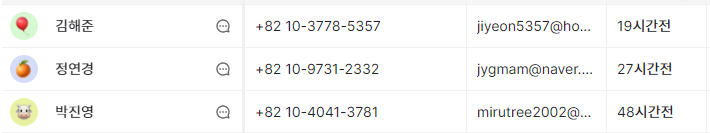 김해준 +82 10-3778-5357 jiyeon5357@ho... 19시간전
정연경 +82 10-9731-2332 jygmam@naver.... 27시간전
박진영 +82 10-4041-3781 mirutree2002@... 48시간전